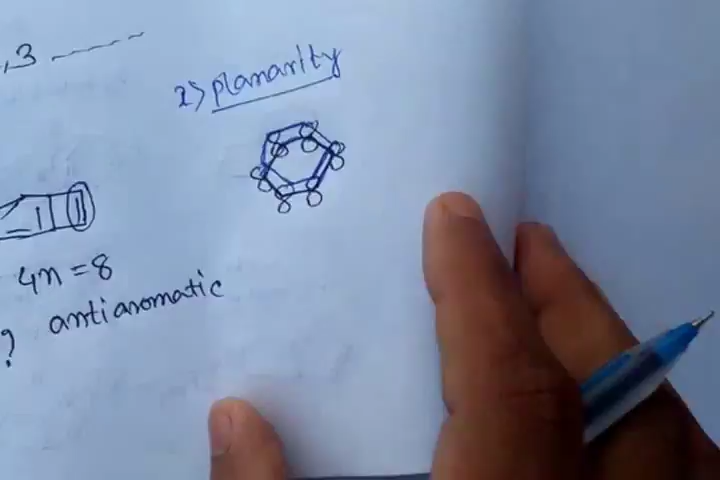 ,3
2) planarity
4n = 8
? antiaromatic